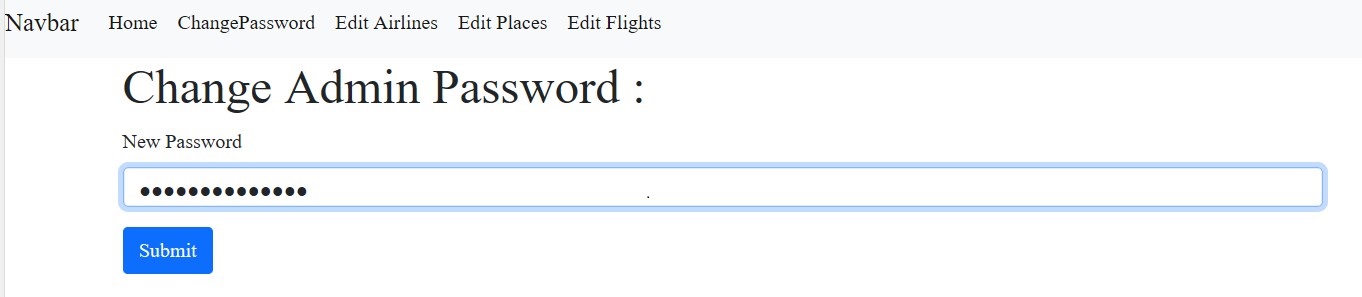 Navbar Home ChangePassword Edit Airlines Edit Places Edit Flights
Change Admin Password :
New Password
••••••••••••••
Submit